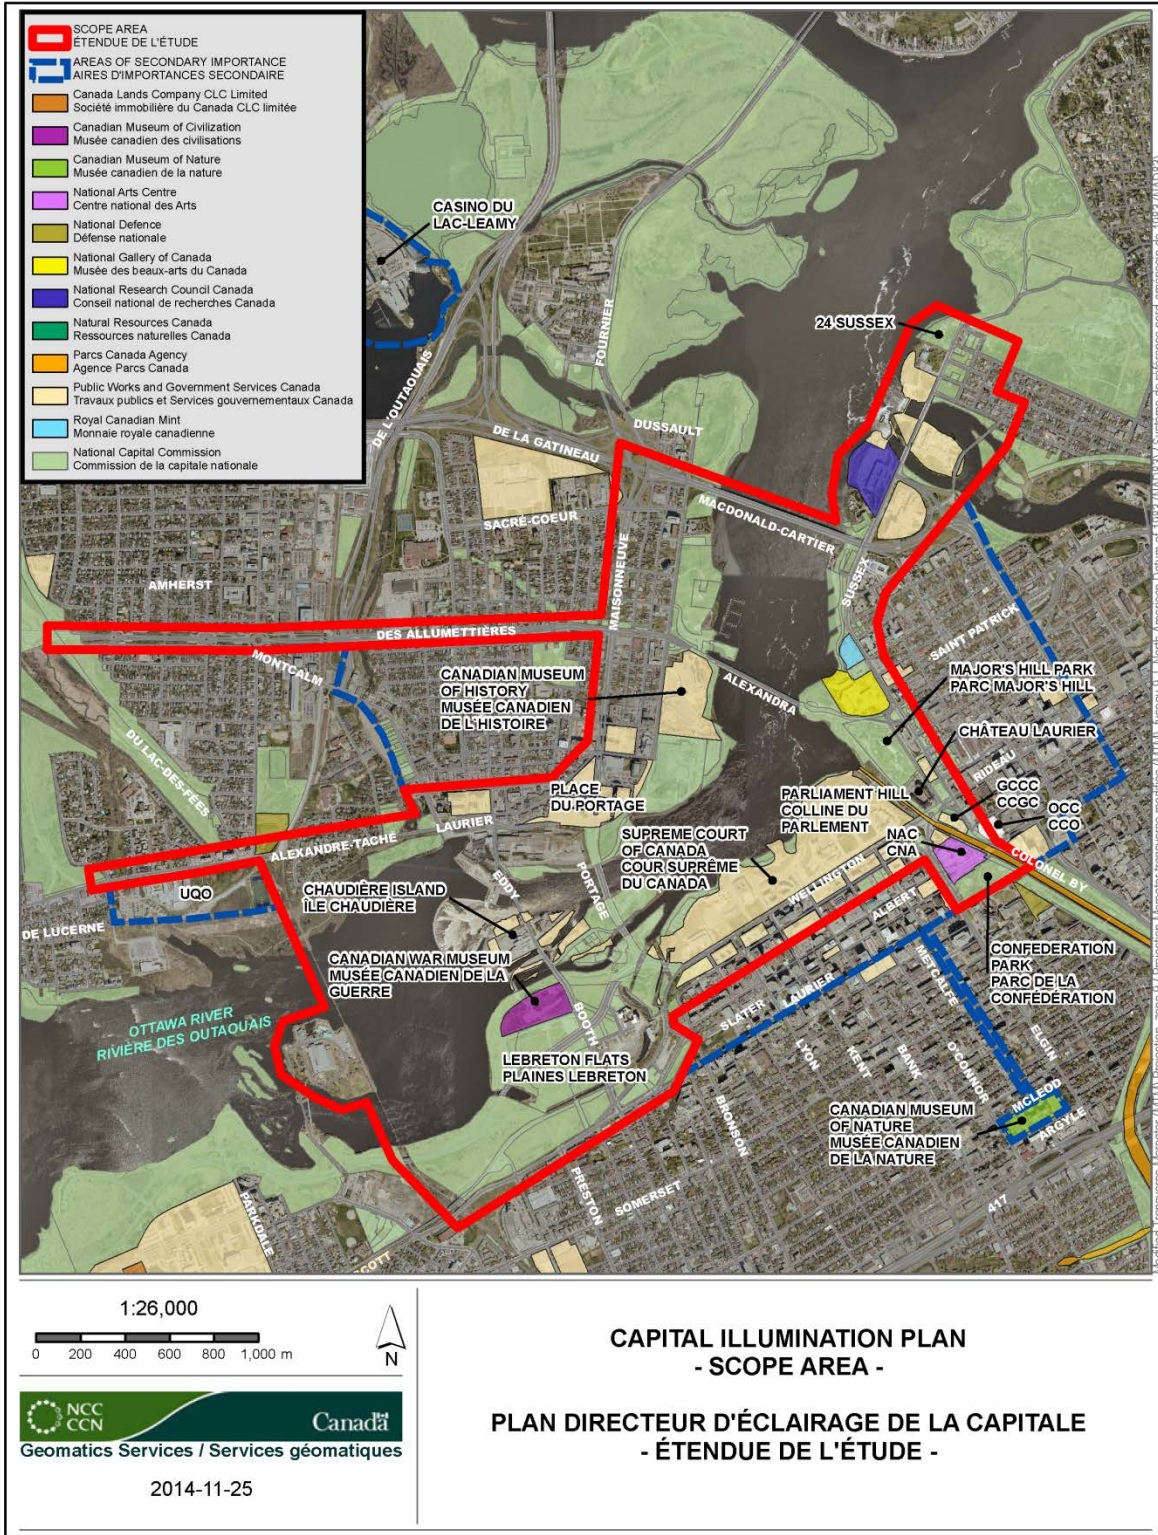 SCOPE AREA
ÉTENDUE DE L'ÉTUDE
AREAS OF SECONDARY IMPORTANCE
AIRES D'IMPORTANCES SECONDAIRE
Canada Lands Company CLC Limited
Société immobilière du Canada CLC limitée
Canadian Museum of Civilization
Musée canadien des civilisations
Canadian Museum of Nature
Musée canadien de la nature
National Arts Centre
Centre national des Arts
National Defence
Défense nationale
National Gallery of Canada
Musée des beaux-arts du Canada
National Research Council Canada
Conseil national de recherches Canada
Natural Resources Canada
Ressources naturelles Canada
Parcs Canada Agency
Agence Parcs Canada
Public Works and Government Services Canada
Travaux publics et Services gouvernementaux Canada
Royal Canadian Mint
Monnaie royale canadienne
National Capital Commission
Commission de la capitale nationale
CASINO DU
LAC-LEAMY
24 SUSSEX
FOURNIER
DE L'OUTAOUAIS
DUSSAULT
DE LA GATINEAU
MACDONALD-CARTIER
SACRÉ-COEUR
MAISONNEUVE
SUSSEX
AMHERST
DES ALLUMETTIÈRES
SAINT PATRICK
MONTCALM
CANADIAN MUSEUM
OF HISTORY
MUSÉE CANADIEN
DE L'HISTOIRE
ALEXANDRA
MAJOR'S HILL PARK
PARC MAJOR'S HILL
CHÂTEAU LAURIER
DU LAC-DES-FÉES
RIDEAU
PLACE
DU PORTAGE
PARLIAMENT HILL
COLLINE DU
PARLEMENT
GCCC
CCGC
OCC
CCO
LAURIER
ALEXANDRE-TACHÉ
SUPREME COURT
OF CANADA
COUR SUPRÊME
DU CANADA
NAC
CNA
COLONEL BY
WELLINGTON
ALBERT
UQO
EDDY
PORTAGE
CHAUDIÈRE ISLAND
ÎLE CHAUDIÈRE
DE LUCERNE
CANADIAN WAR MUSEUM
MUSÉE CANADIEN DE LA
GUERRE
CONFEDERATION
PARK
PARC DE LA
CONFÉDÉRATION
METCALFE
SLATER
LAURIER
BOOTH
OTTAWA RIVER
RIVIÈRE DES OUTAOUAIS
LEBRETON FLATS
PLAINES LEBRETON
LYON
KENT
BANK
O'CONNOR
ELGIN
MCLEOD
ARGYLE
BRONSON
CANADIAN MUSEUM
OF NATURE
MUSÉE CANADIEN
DE LA NATURE
PRESTON
SOMERSET
PARKDALE
417
1:26,000
0 200 400 600 800 1,000 m
N
NCC
CCN
Canada
Geomatics Services / Services géomatiques
2014-11-25
CAPITAL ILLUMINATION PLAN
- SCOPE AREA -
PLAN DIRECTEUR D'ÉCLAIRAGE DE LA CAPITALE
- ÉTENDUE DE L'ÉTUDE -